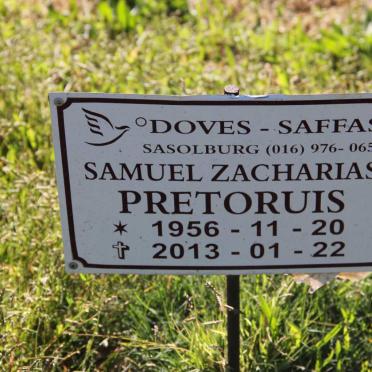 DOVES - SAFFAS
SASOLBURG (016) 976- 065
SAMUEL ZACHARIAS
PRETORUIS
1956 - 11 - 20
2013 - 01 - 22